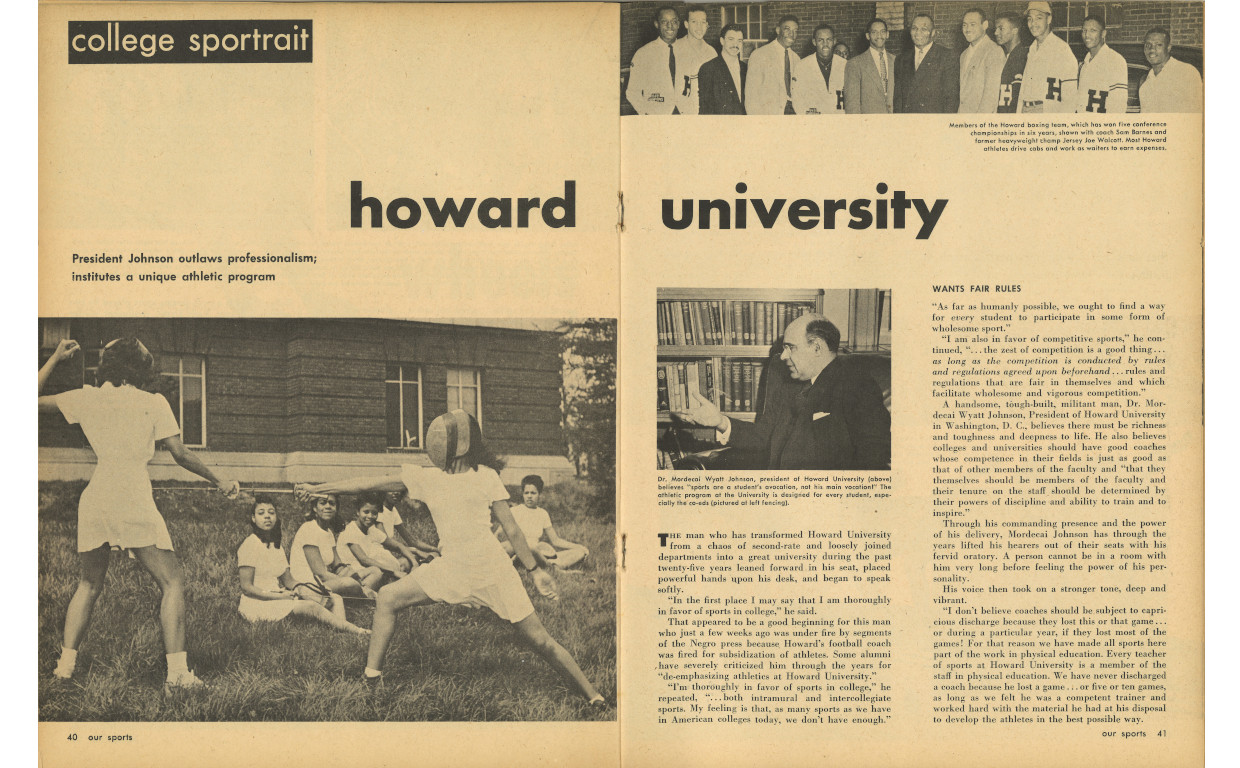 college sportrait
howard university
President Johnson outlaws professionalism;
institutes a unique athletic program
40 our sports
Members of the Howard boxing team, which has won five conference
championships in six years, shown with coach Sam Barnes and
former heavyweight champ Jersey Joe Walcott. Most Howard
athletes drive cabs and work as waiters to earn expenses.
H
H
H
H
Dr. Mordecai Wyatt Johnson, president of Howard University (above)
believes "sports are a student's avocation, not his main vocation!" The
athletic program at the University is designed for every student, espe-
cially the co-eds (pictured at left fencing).
THE man who has transformed Howard University
from a chaos of second-rate and loosely joined
departments into a great university during the past
twenty-five years leaned forward in his seat, placed
powerful hands upon his desk, and began to speak
softly.
"In the first place I may say that I am thoroughly
in favor of sports in college," he said.
That appeared to be a good beginning for this man
who just a few weeks ago was under fire by segments
of the Negro press because Howard's football coach
was fired for subsidization of athletes. Some alumni
have severely criticized him through the years for
"de-emphasizing athletics at Howard University."
"I'm thoroughly in favor of sports in college," he
repeated, "...both intramural and intercollegiate
sports. My feeling is that, as many sports as we have
in American colleges today, we don't have enough."
WANTS FAIR RULES
"As far as humanly possible, we ought to find a way
for every student to participate in some form of
wholesome sport."
"I am also in favor of competitive sports," he con-
tinued, "...the zest of competition is a good thing...
as long as the competition is conducted by rules
and regulations agreed upon beforehand...rules and
regulations that are fair in themselves and which
facilitate wholesome and vigorous competition."
A handsome, tough-built, militant man, Dr. Mor-
decai Wyatt Johnson, President of Howard University
in Washington, D. C., believes there must be richness
and toughness and deepness to life. He also believes
colleges and universities should have good coaches
whose competence in their fields is just as good as
that of other members of the faculty and "that they
themselves should be members of the faculty and
their tenure on the staff should be determined by
their powers of discipline and ability to train and to
inspire."
Through his commanding presence and the power
of his delivery, Mordecai Johnson has through the
years lifted his hearers out of their seats with his
fervid oratory. A person cannot be in a room with
him very long before feeling the power of his per-
sonality.
His voice then took on a stronger tone, deep and
vibrant.
"I don't believe coaches should be subject to capri-
cious discharge because they lost this or that game...
or during a particular year, if they lost most of the
games! For that reason we have made all sports here
part of the work in physical education. Every teacher
of sports at Howard University is a member of the
staff in physical education. We have never discharged
a coach because he lost a game...or five or ten games,
as long as we felt he was a competent trainer and
worked hard with the material he had at his disposal
to develop the athletes in the best possible way.
our sports 41